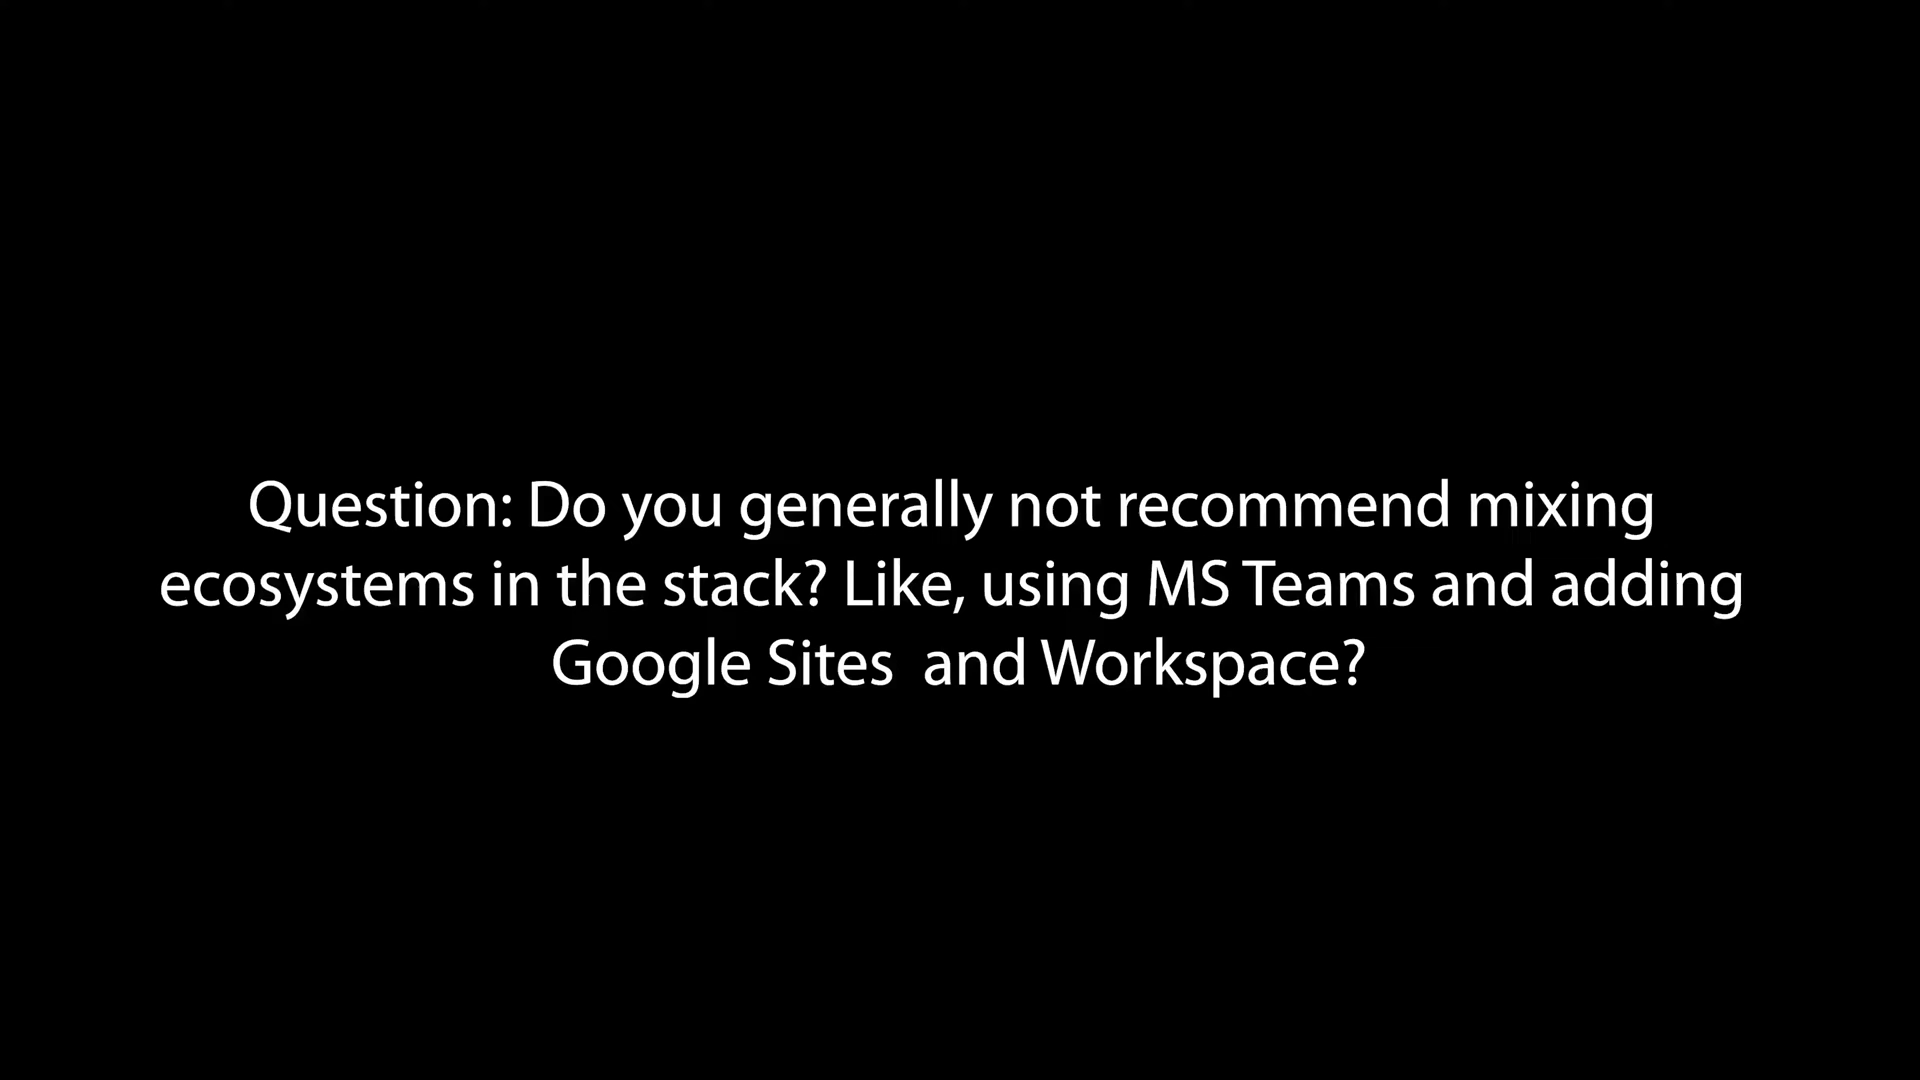 Question: Do you generally not recommend mixing
ecosystems in the stack? Like, using MS Teams and adding
Google Sites  and Workspace?